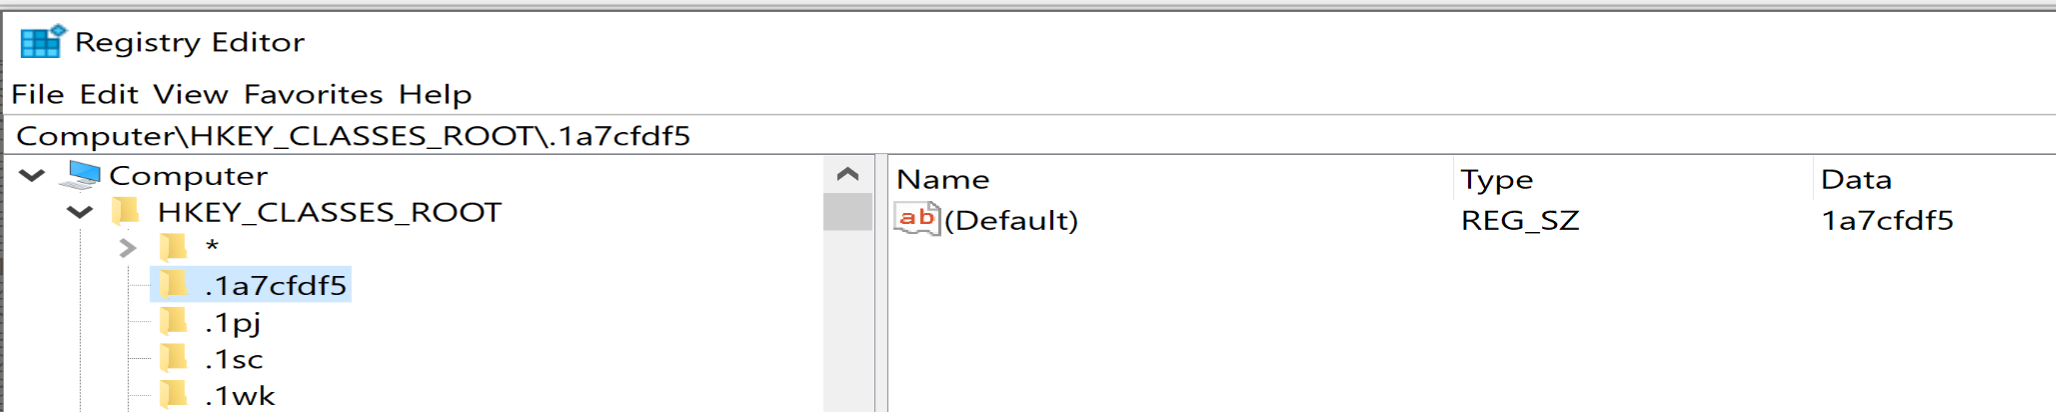 Registry Editor
File Edit View Favorites Help
Computer\HKEY_CLASSES_ROOT\.1a7cfdf5
Computer
HKEY_CLASSES_ROOT
*
.1a7cfdf5
.1pj
.1sc
.1wk
Name Type Data
ab (Default) REG_SZ 1a7cfdf5